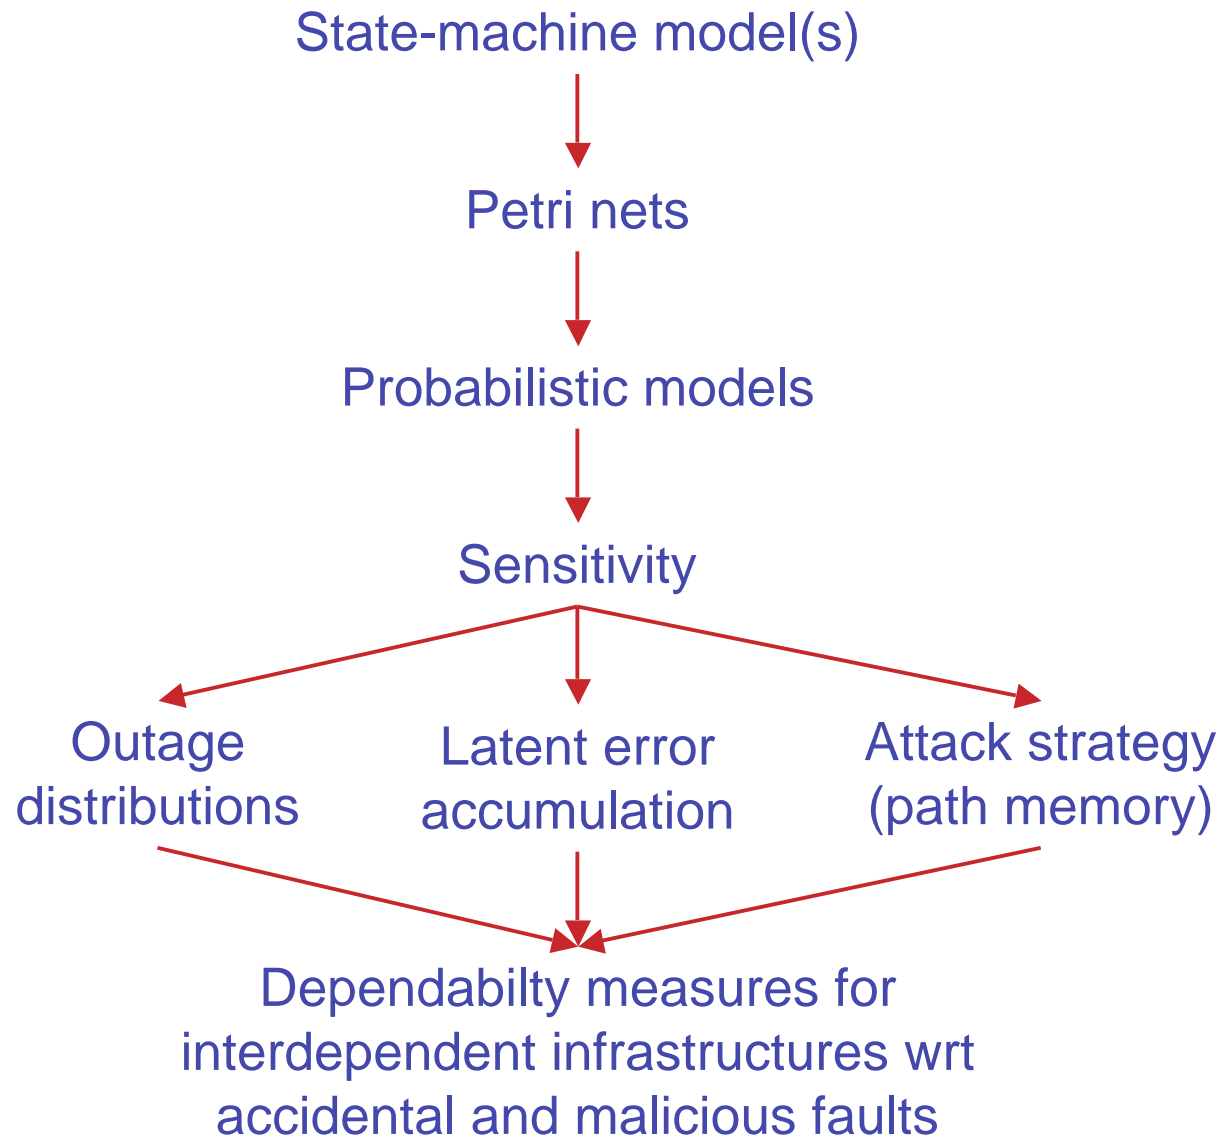 State-machine model(s)
Petri nets
Probabilistic models
Sensitivity
Outage
distributions
Latent error
accumulation
Attack strategy
(path memory)
Dependabilty measures for
interdependent infrastructures wrt
accidental and malicious faults